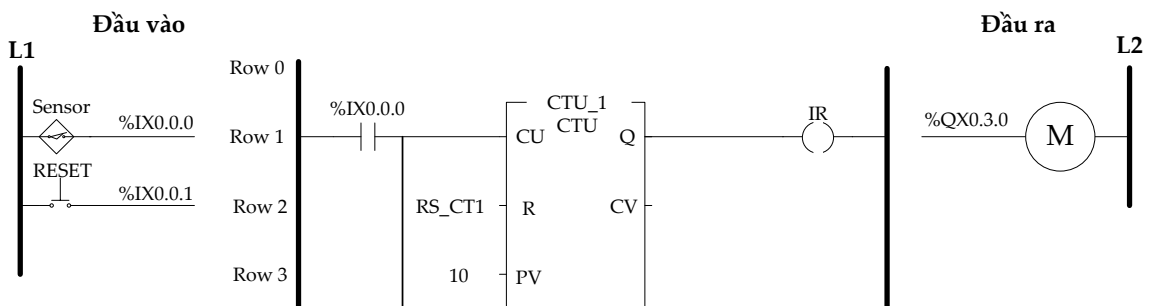 Đầu vào
Đầu ra
L1
L2
Row 0
Sensor
%IX0.0.0
Row 1
%IX0.0.0
CTU_1
CTU
CU
Q
IR
%QX0.3.0
M
RESET
%IX0.0.1
Row 2
RS_CT1
R
CV
Row 3
10
PV